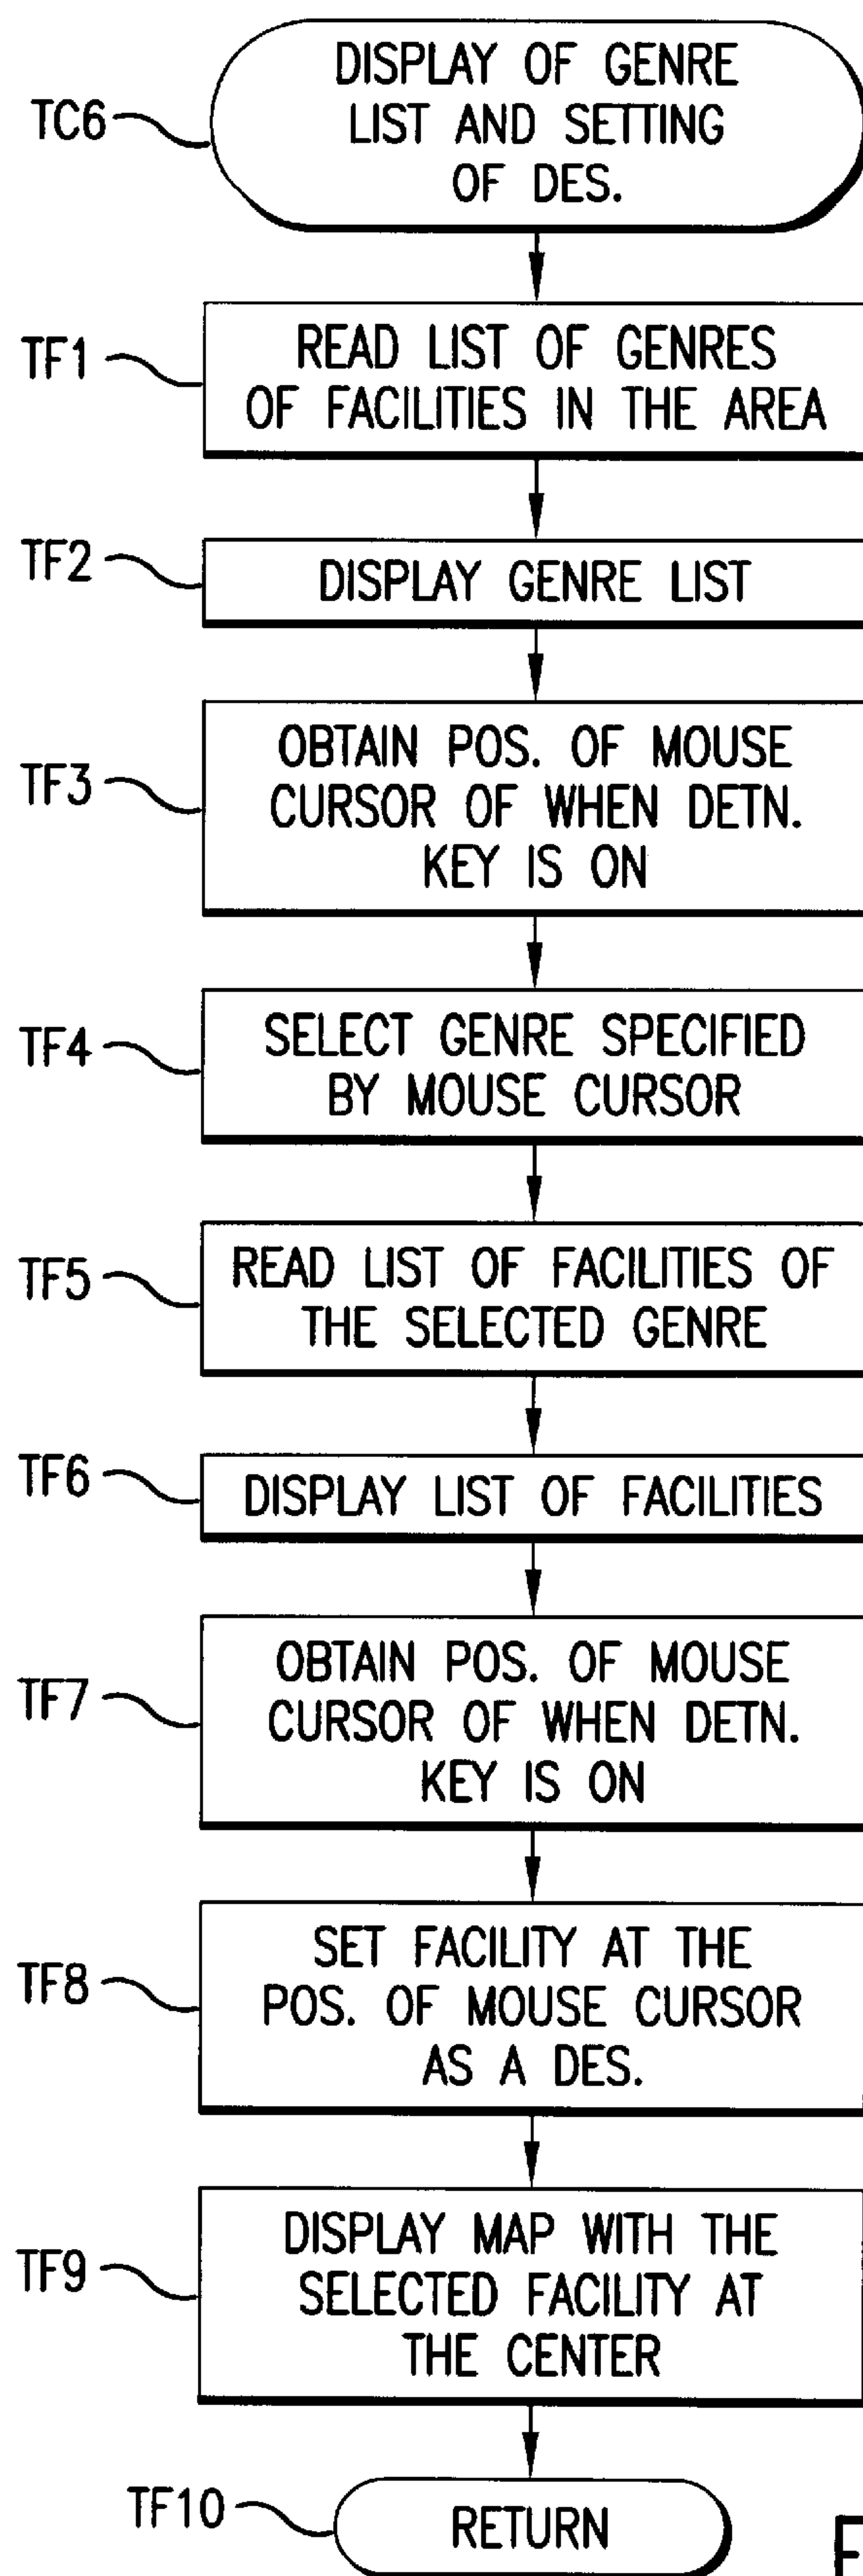 TC6
DISPLAY OF GENRE
LIST AND SETTING
OF DES.
TF1
READ LIST OF GENRES
OF FACILITIES IN THE AREA
TF2
DISPLAY GENRE LIST
TF3
OBTAIN POS. OF MOUSE
CURSOR OF WHEN DETN.
KEY IS ON
TF4
SELECT GENRE SPECIFIED
BY MOUSE CURSOR
TF5
READ LIST OF FACILITIES OF
THE SELECTED GENRE
TF6
DISPLAY LIST OF FACILITIES
TF7
OBTAIN POS. OF MOUSE
CURSOR OF WHEN DETN.
KEY IS ON
TF8
SET FACILITY AT THE
POS. OF MOUSE CURSOR
AS A DES.
TF9
DISPLAY MAP WITH THE
SELECTED FACILITY AT
THE CENTER
TF10
RETURN